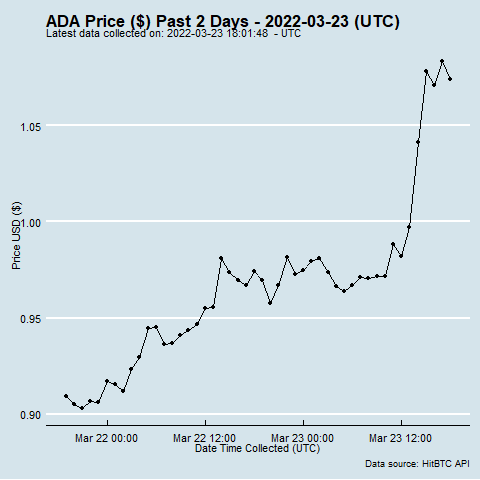 ADA Price ($) Past 2 Days - 2022-03-23 (UTC)
Latest data collected on: 2022-03-23 18:01:48 - UTC
1.05
1.00
0.95
0.90
Price USD ($)
Mar 22 00:00 Mar 22 12:00 Mar 23 00:00 Mar 23 12:00
Date Time Collected (UTC)
Data source: HitBTC API